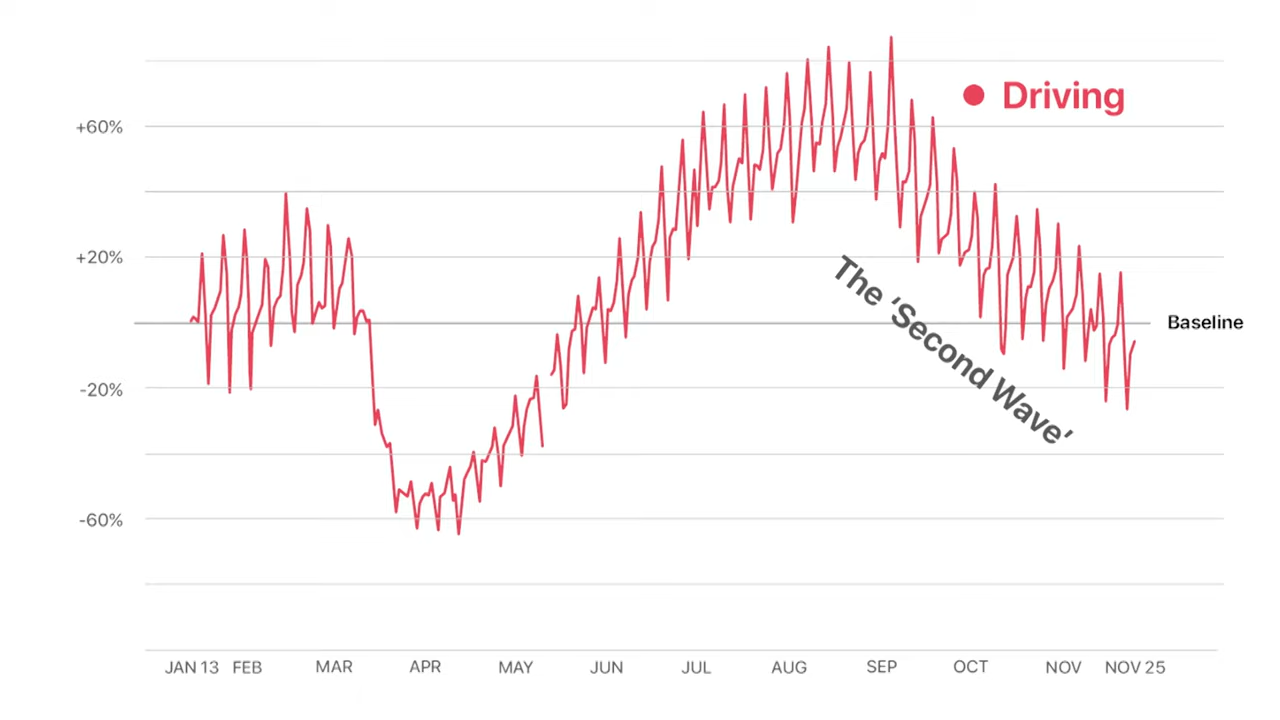 Driving
+60%
+20%
The ‘Second Wave’
Baseline
-20%
-60%
JAN 13 FEB MAR APR MAY JUN JUL AUG SEP OCT NOV NOV 25